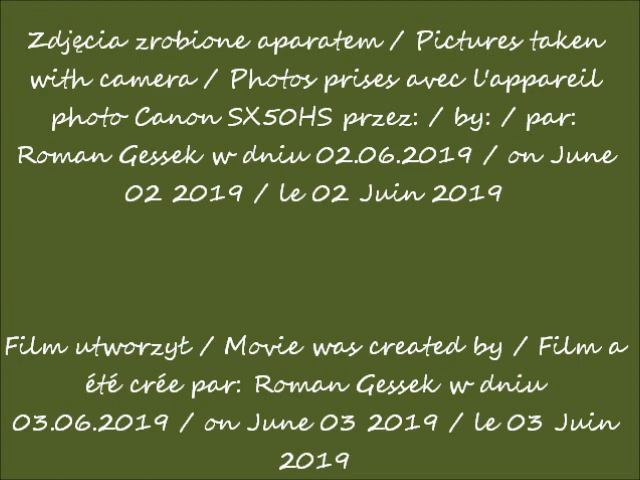 Zdjęcia zrobione aparatem / Pictures taken
with camera / Photos prises avec l'appareil
photo Canon SX50HS przez: / by: / par:
Roman Gessek w dniu 02.06.2019 / on June
02 2019 / le 02 Juin 2019
Film utworzył / Movie was created by / Film a
été crée par: Roman Gessek w dniu
03.06.2019 / on June 03 2019 / le 03 Juin
2019